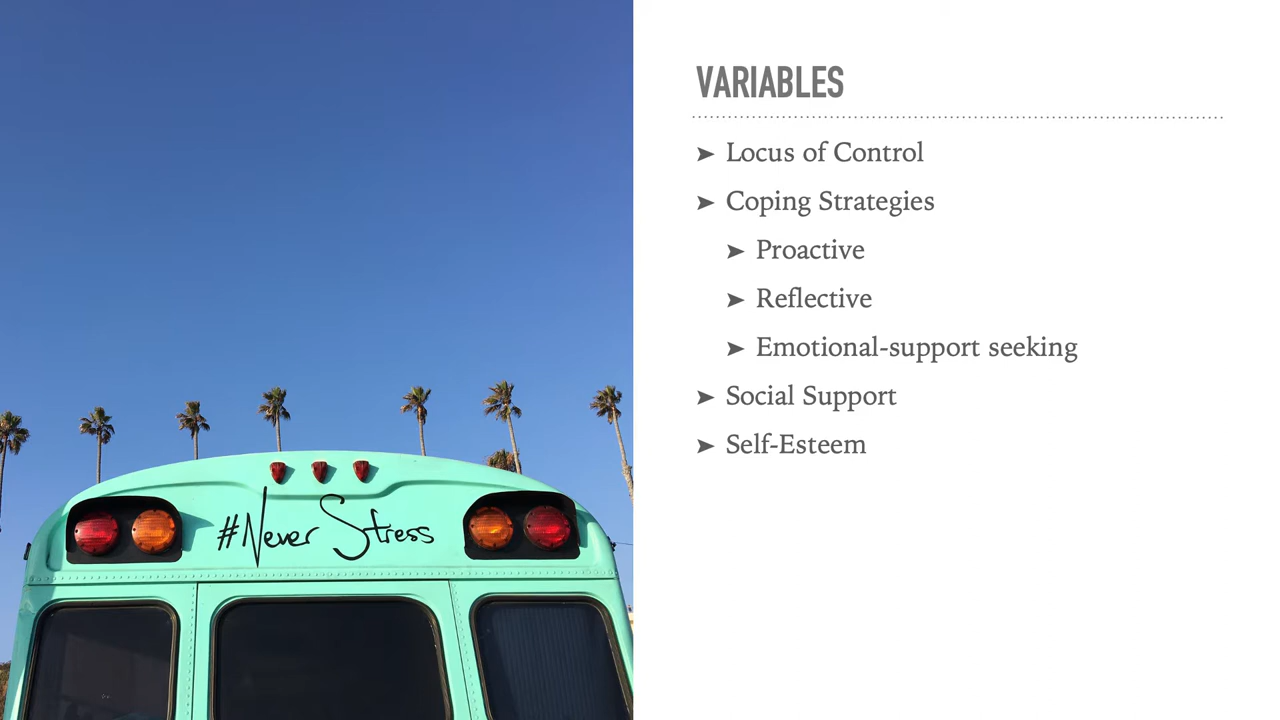 VARIABLES
➤ Locus of Control
➤ Coping Strategies
➤ Proactive
➤ Reflective
➤ Emotional-support seeking
➤ Social Support
➤ Self-Esteem
#Never Stress